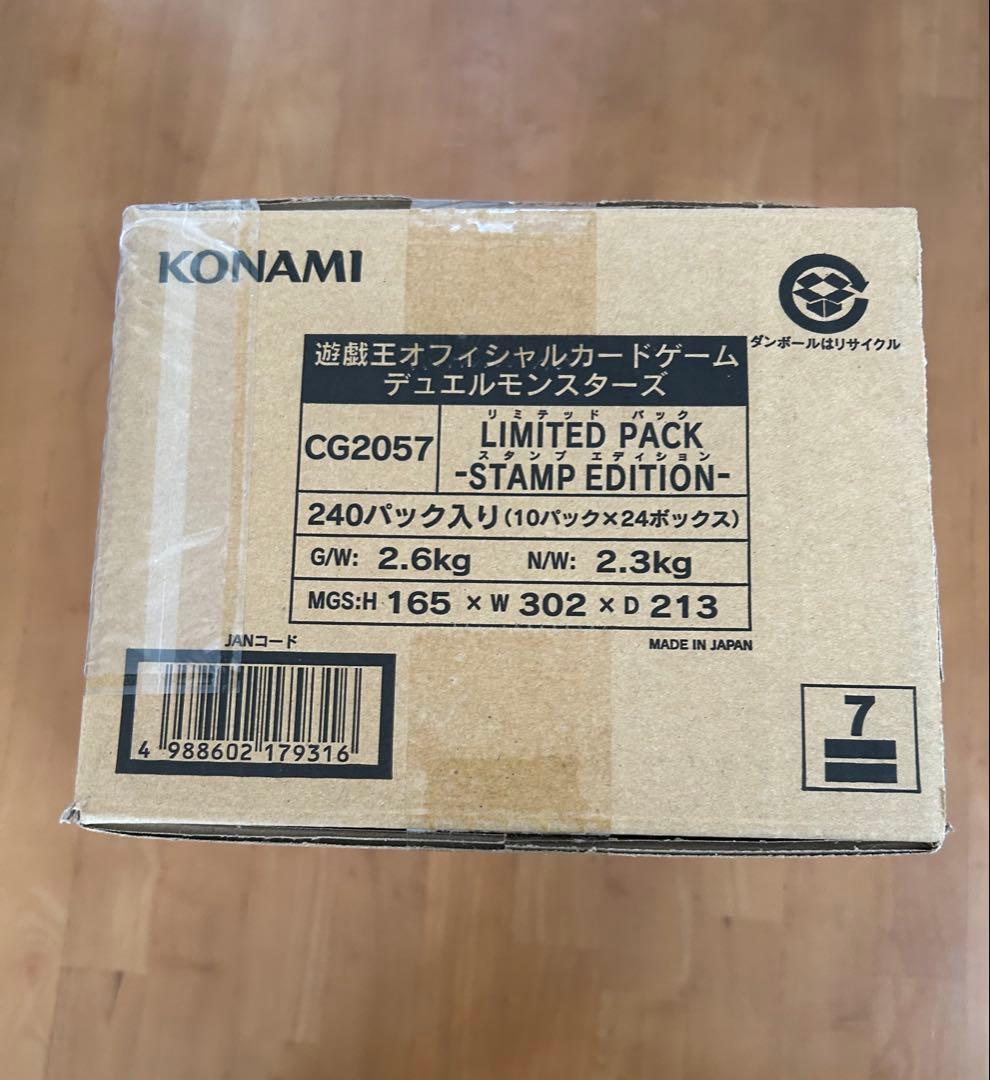 KONAMI
ダンボールはリサイクル
遊戯王オフィシャルカードゲーム
デュエルモンスターズ
CG2057
リミテッド パック
LIMITED PACK
スタンプ エディション
-STAMP EDITION-
240パック入り(10パック×24ボックス)
G/W: 2.6kg N/W: 2.3kg
MGS:H 165 × W 302 × D 213
JANコード
MADE IN JAPAN
4 988602 179316
7